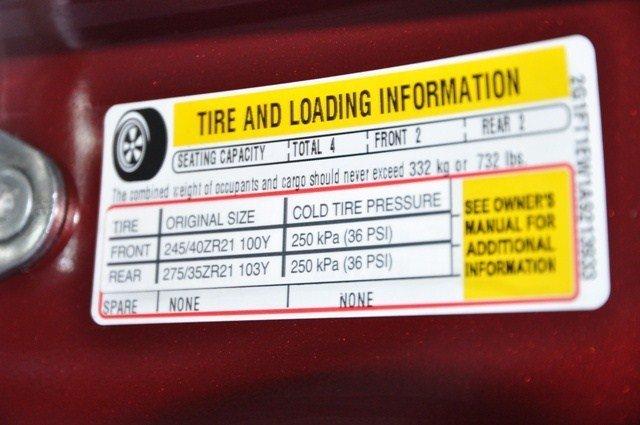 TIRE AND LOADING INFORMATION
SEATING CAPACITY TOTAL 4 FRONT 2 REAR 2
The combined weight of occupants and cargo should never exceed 332 kg or 732 lbs.
TIRE ORIGINAL SIZE COLD TIRE PRESSURE
FRONT 245/40ZR21 100Y 250 kPa (36 PSI)
REAR 275/35ZR21 103Y 250 kPa (36 PSI)
SPARE NONE NONE
SEE OWNER'S
MANUAL FOR
ADDITIONAL
INFORMATION
2G1FT1EW1A9213933